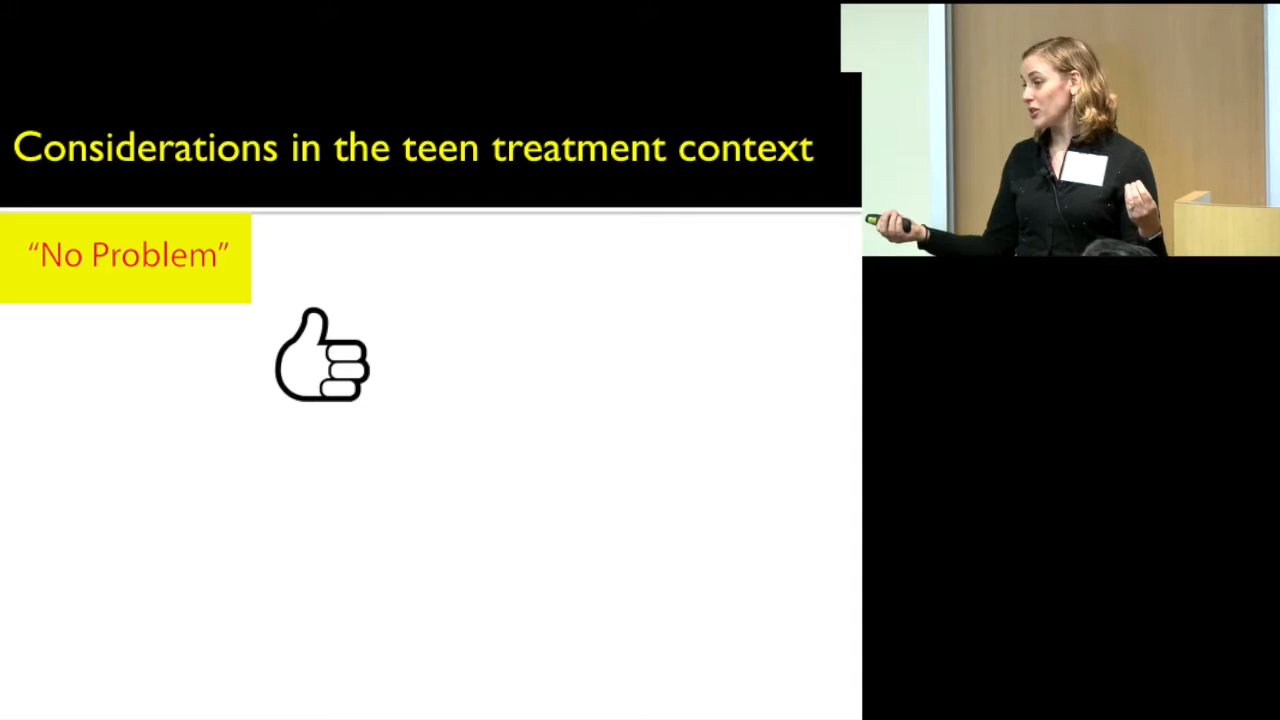 Considerations in the teen treatment context
“No Problem”